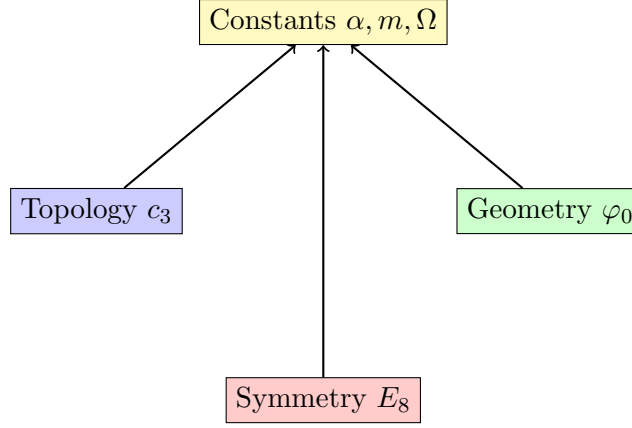 Constants α, m, Ω
Topology c₃
Geometry φ₀
Symmetry E₈